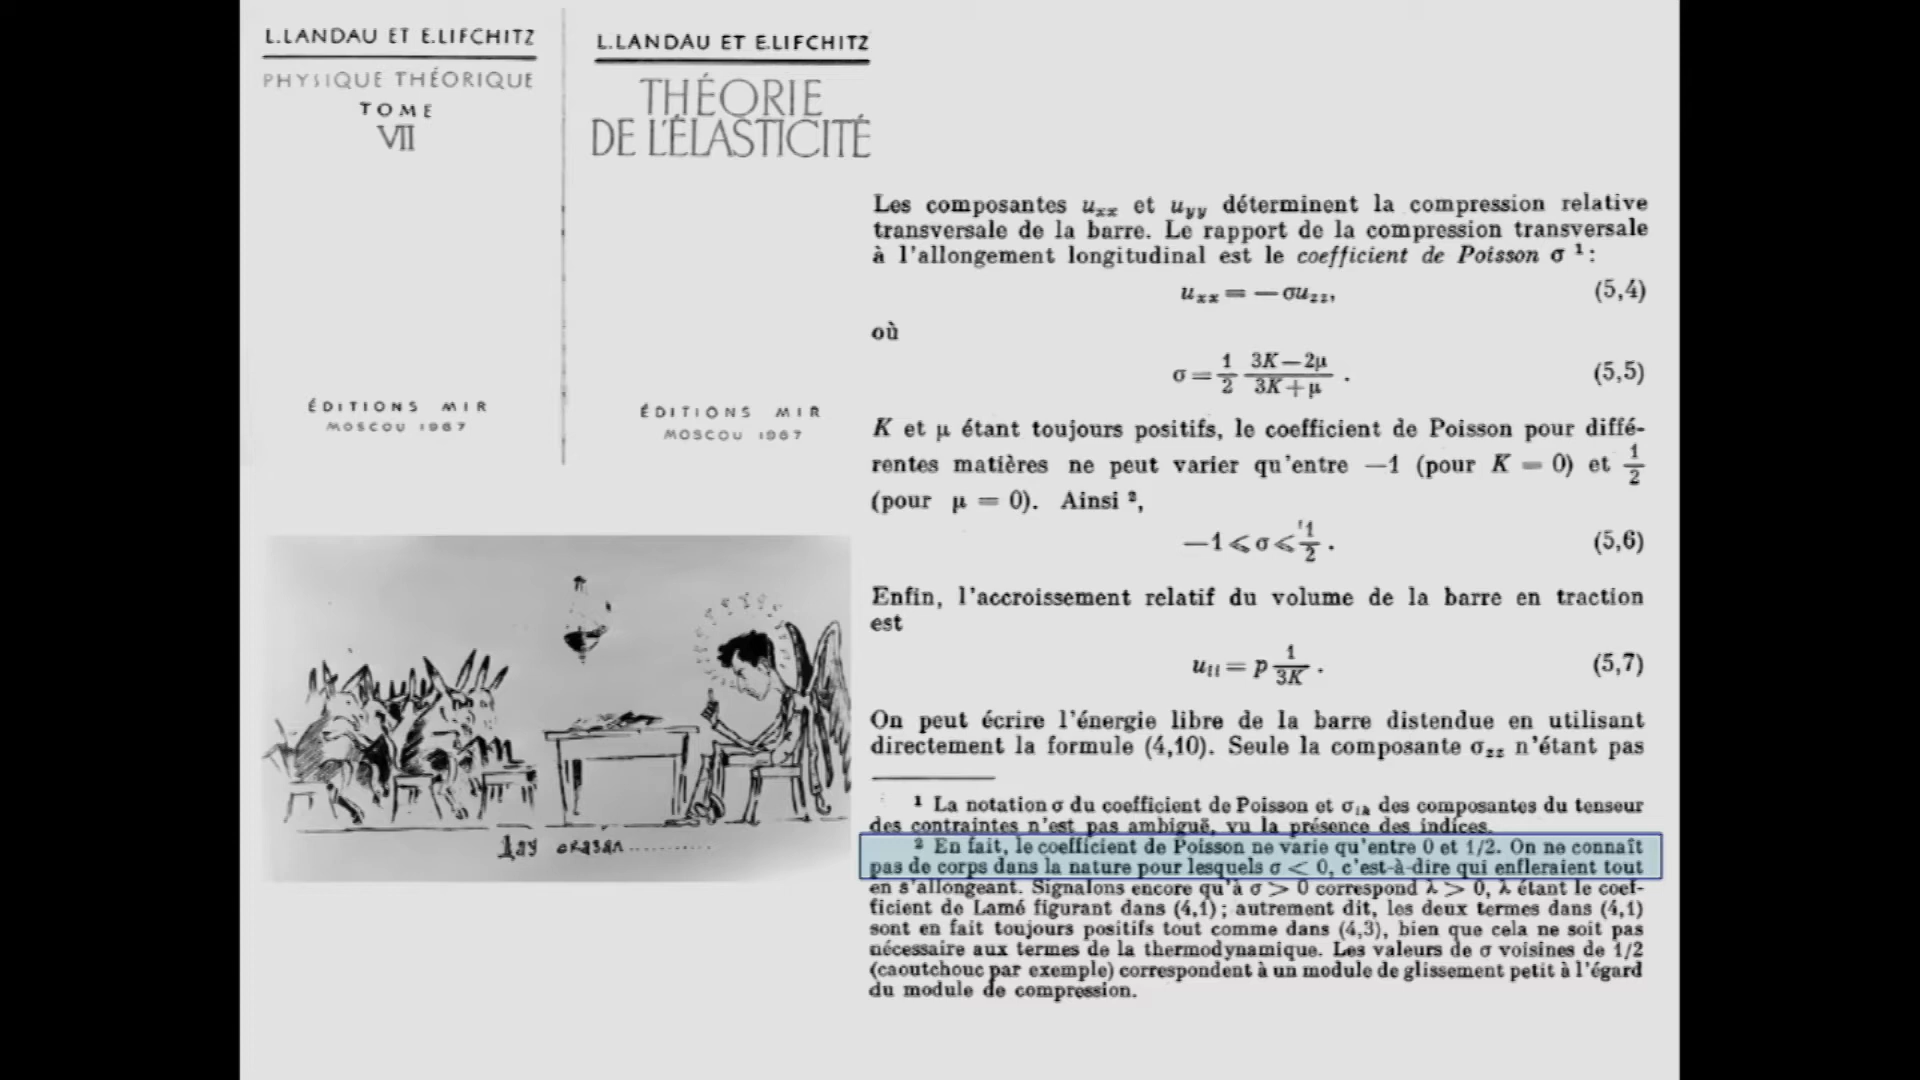 L.LANDAU ET E.LIFCHITZ
PHYSIQUE THÉORIQUE
TOME
VII
ÉDITIONS MIR
MOSCOU 1967
L.LANDAU ET E.LIFCHITZ
THÉORIE
DE L'ÉLASTICITÉ
ÉDITIONS MIR
MOSCOU 1967
Les composantes uₓₓ et uᵧᵧ déterminent la compression relative
transversale de la barre. Le rapport de la compression transversale
à l'allongement longitudinal est le coefficient de Poisson σ ¹:
u_xx = — σu_zz, (5,4)
où
σ = 1/2 (3K—2μ)/(3K+μ) . (5,5)
K et μ étant toujours positifs, le coefficient de Poisson pour diffé-
rentes matières ne peut varier qu'entre —1 (pour K = 0) et 1/2
(pour μ = 0). Ainsi ²,
—1 ⩽ σ ⩽ 1/2 . (5,6)
Enfin, l'accroissement relatif du volume de la barre en traction
est
u_ll = p 1/3K . (5,7)
On peut écrire l'énergie libre de la barre distendue en utilisant
directement la formule (4,10). Seule la composante σ_zz n'étant pas
¹ La notation σ du coefficient de Poisson et σ_ik des composantes du tenseur
des contraintes n'est pas ambiguë, vu la présence des indices.
² En fait, le coefficient de Poisson ne varie qu'entre 0 et 1/2. On ne connaît
pas de corps dans la nature pour lesquels σ < 0, c'est-à-dire qui enfleraient tout
en s'allongeant. Signalons encore qu'à σ > 0 correspond λ > 0, λ étant le coef-
ficient de Lamé figurant dans (4,1); autrement dit, les deux termes dans (4,1)
sont en fait toujours positifs tout comme dans (4,3), bien que cela ne soit pas
nécessaire aux termes de la thermodynamique. Les valeurs de σ voisines de 1/2
(caoutchouc par exemple) correspondent à un module de glissement petit à l'égard
du module de compression.